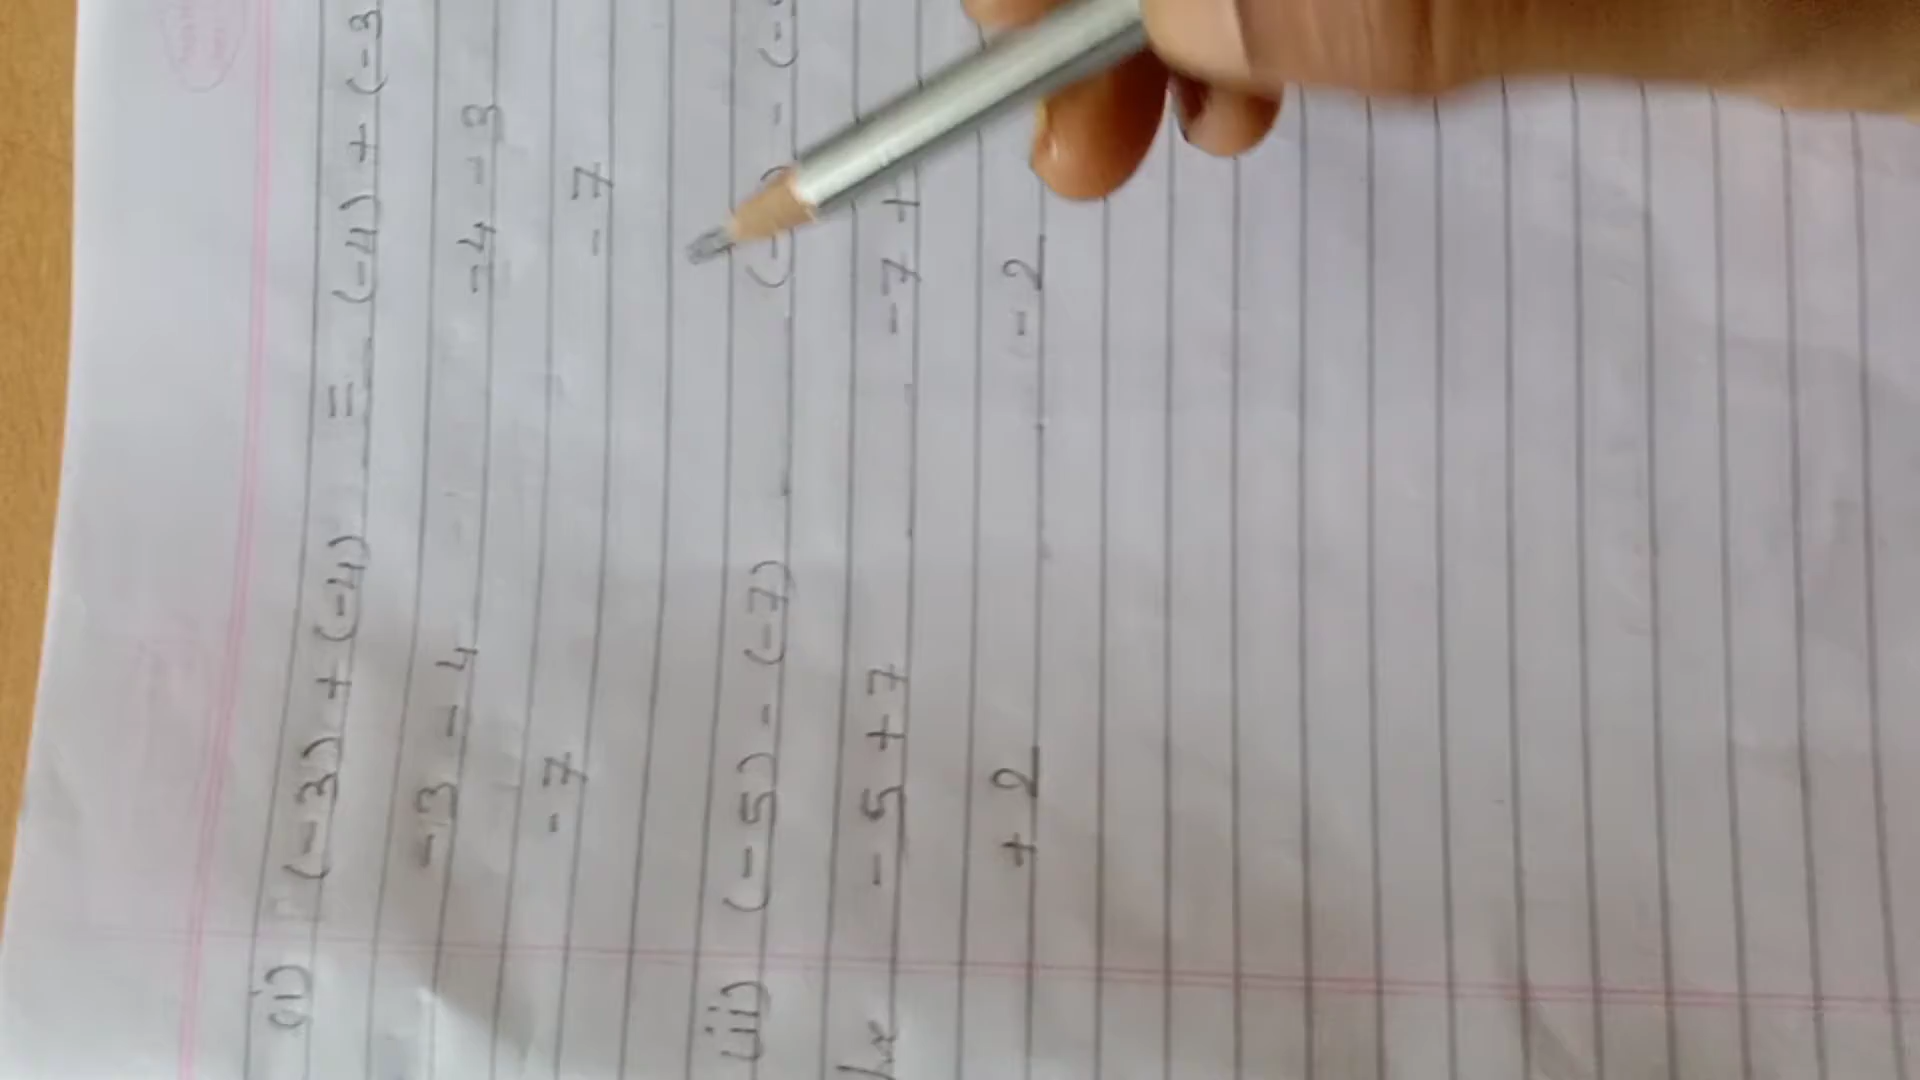 (i) (-3) + (-4) = (-4) + (-3
-3 - 4 -4 - 3
-7 -7
(ii) (-5) - (-7) (- ) - (-
-5 + 7 -7 +
+2 -2